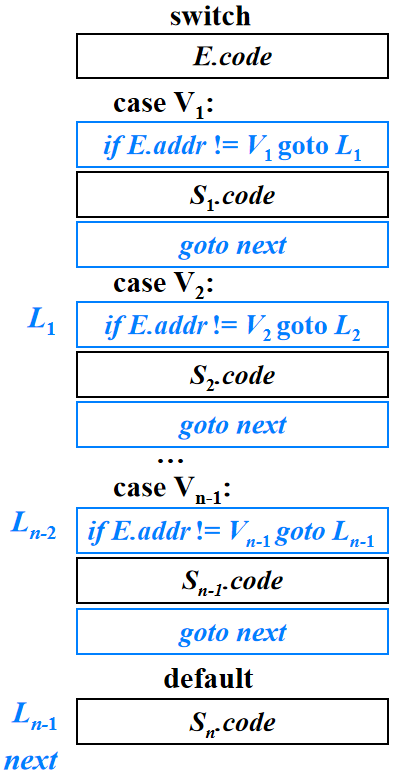 switch
E.code
case V₁:
if E.addr != V₁ goto L₁
S₁.code
goto next
case V₂:
L₁ if E.addr != V₂ goto L₂
S₂.code
goto next
...
case Vₙ₋₁:
Lₙ₋₂ if E.addr != Vₙ₋₁ goto Lₙ₋₁
Sₙ₋₁.code
goto next
default
Lₙ₋₁ Sₙ.code
next